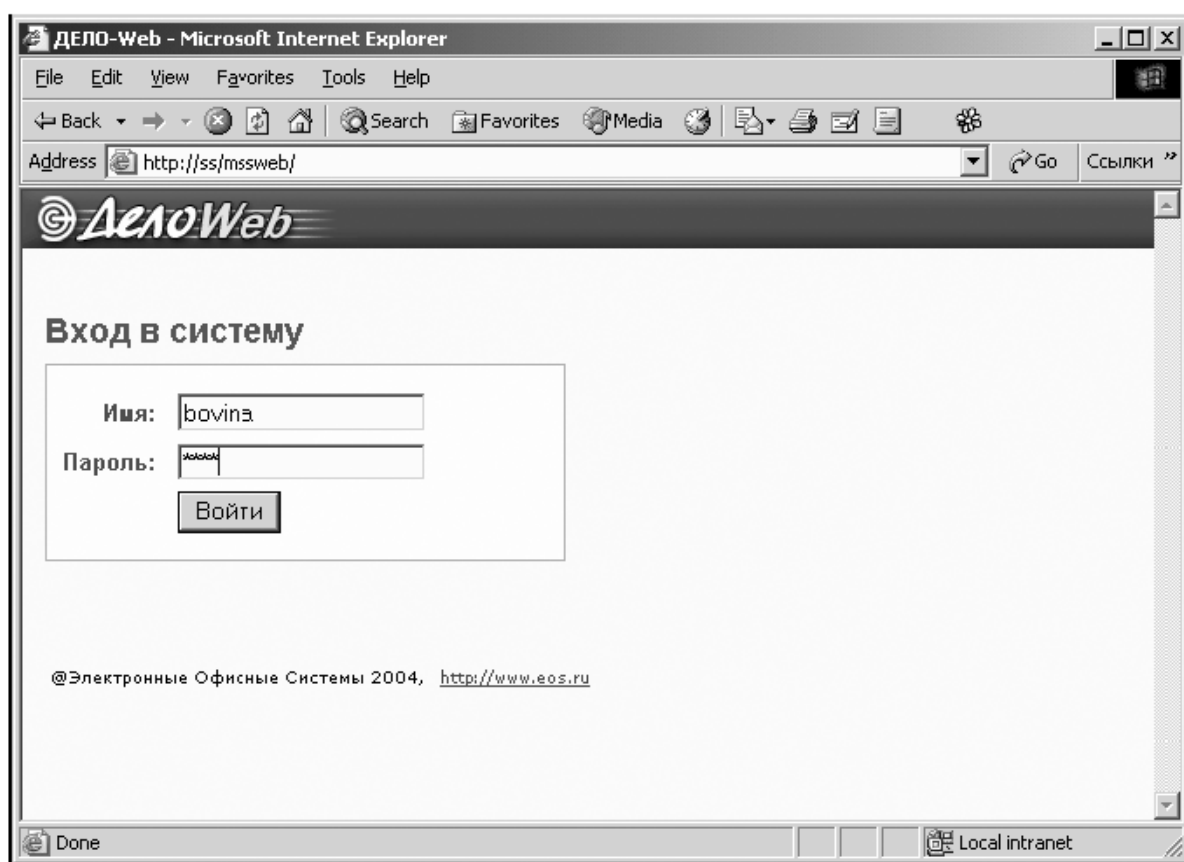 ДЕЛО-Web - Microsoft Internet Explorer
File Edit View Favorites Tools Help
Back Search Favorites Media
Address http://ss/mssweb/ Go Ссылки »
ДелоWeb
Вход в систему
Имя: bovina
Пароль: ****
Войти
@Электронные Офисные Системы 2004, http://www.eos.ru
Done Local intranet